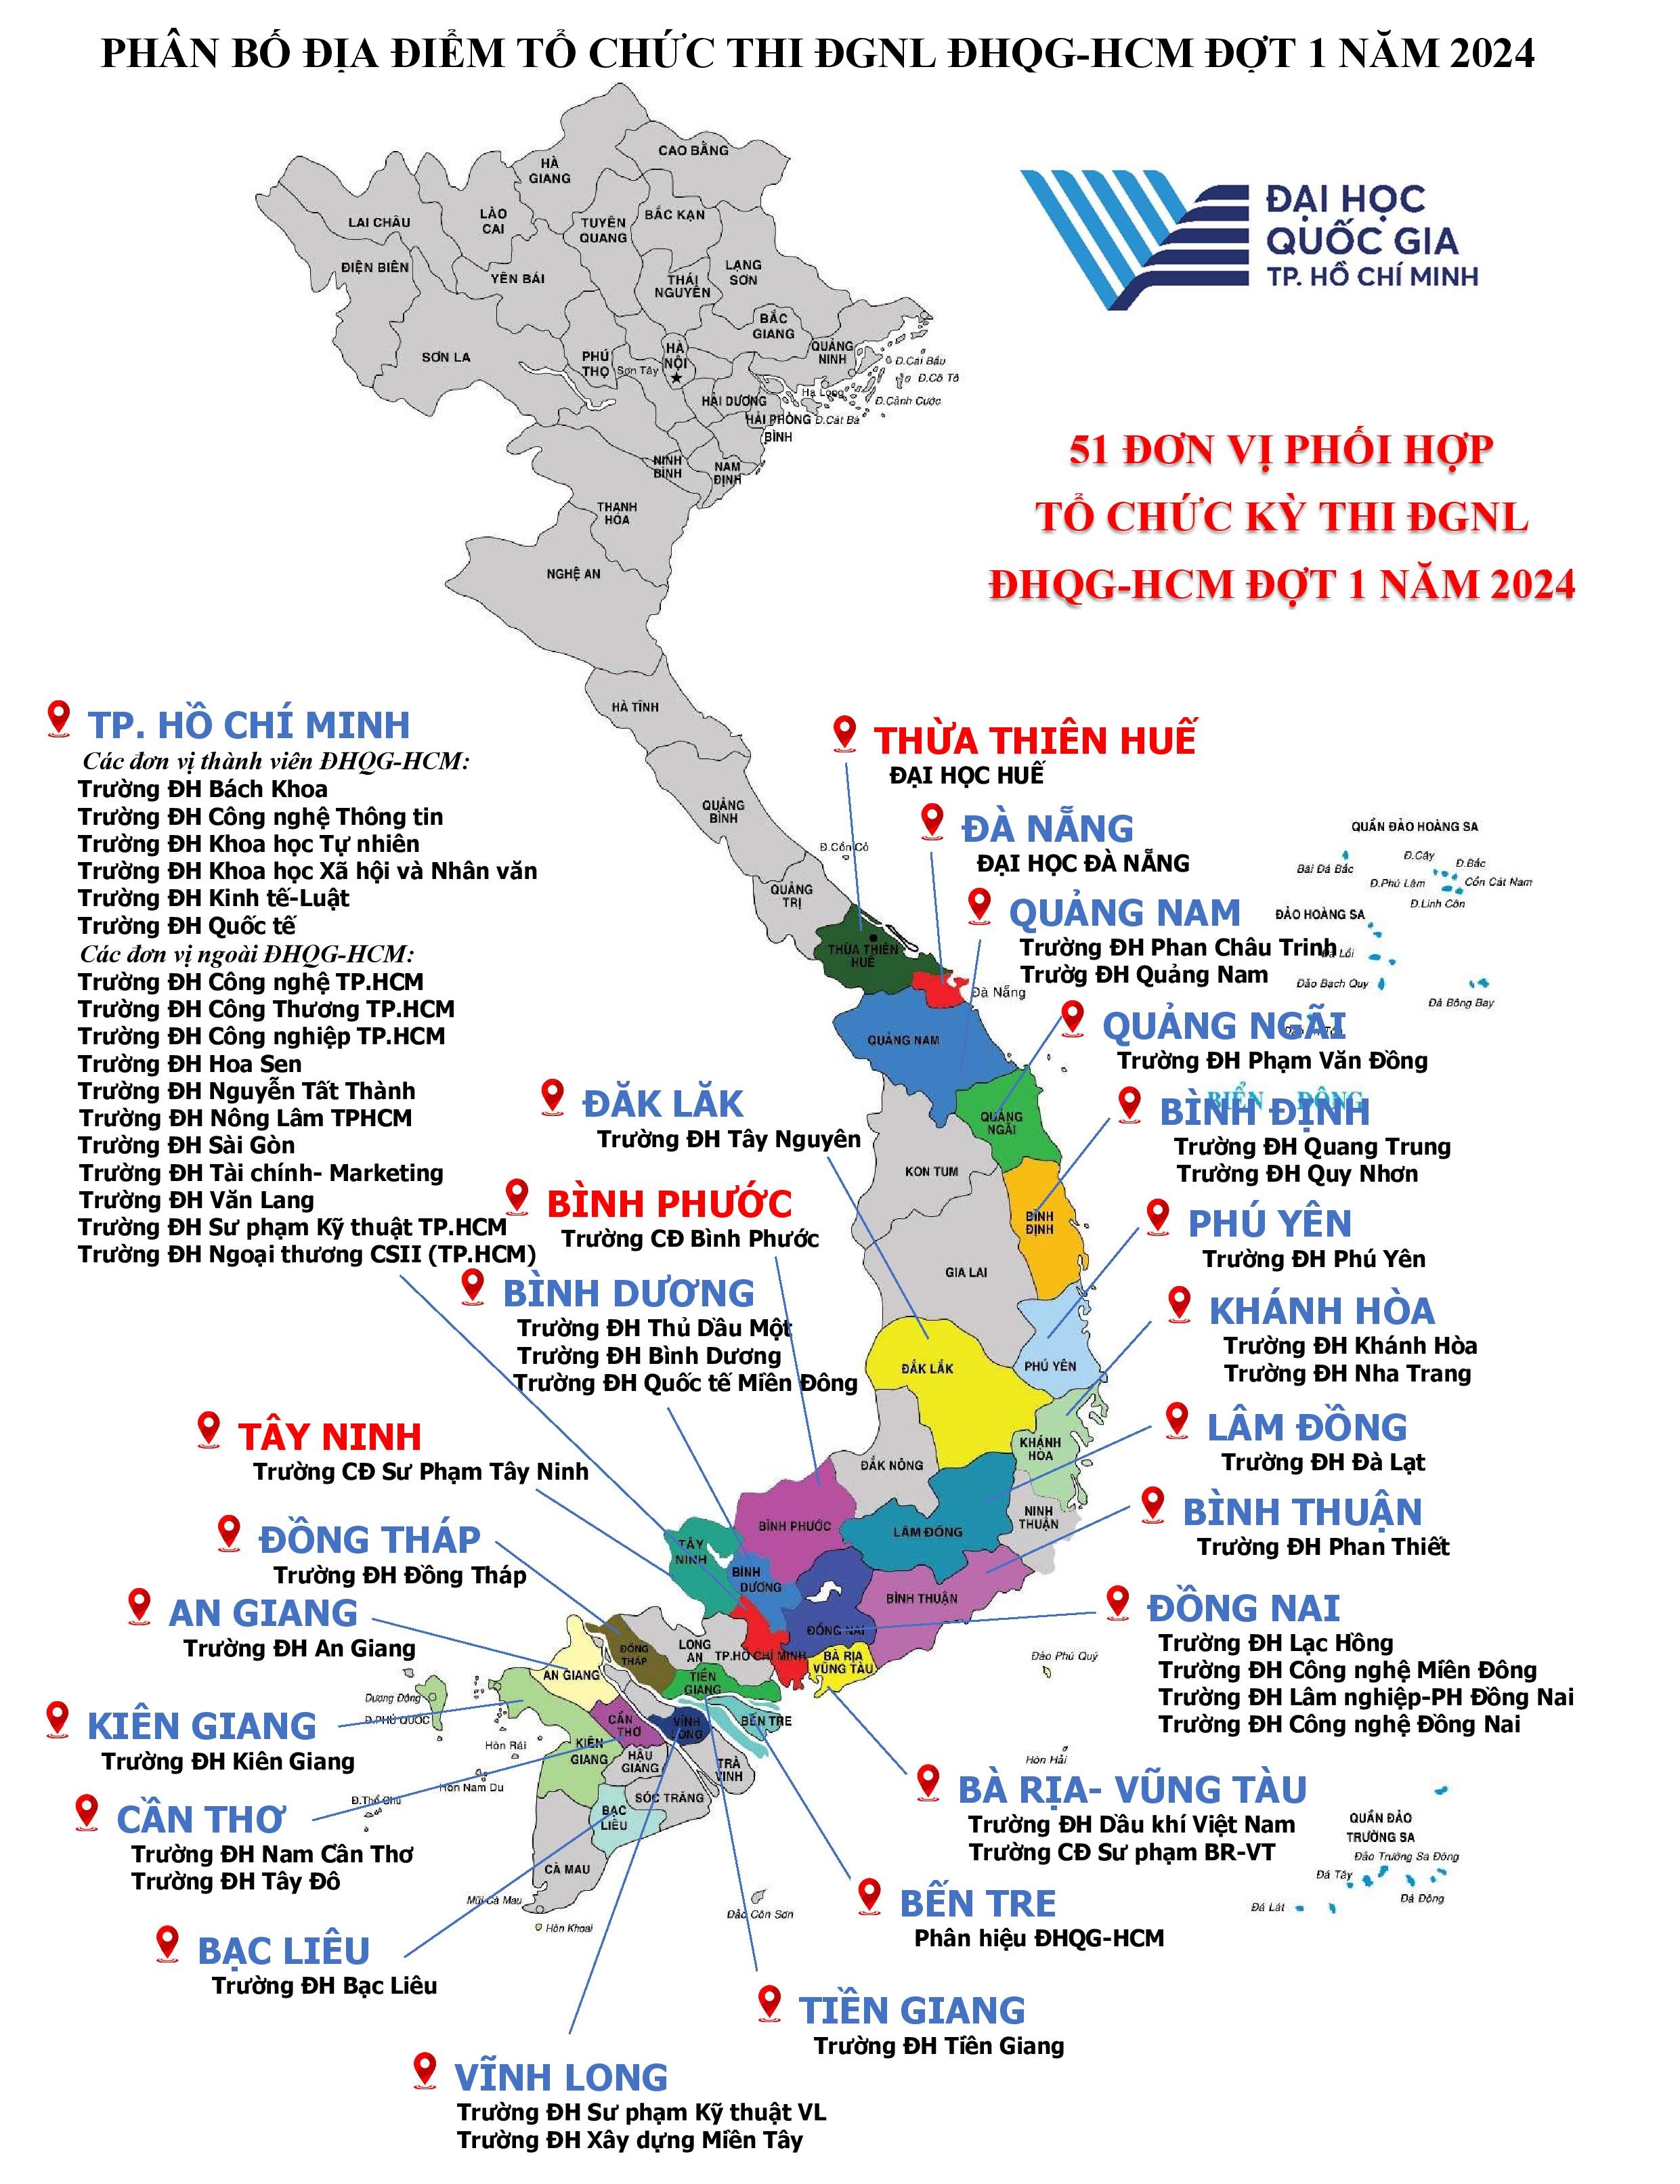 PHÂN BỐ ĐỊA ĐIỂM TỔ CHỨC THI ĐGNL ĐHQG-HCM ĐỢT 1 NĂM 2024
ĐẠI HỌC
QUỐC GIA
TP. HỒ CHÍ MINH
51 ĐƠN VỊ PHỐI HỢP
TỔ CHỨC KỲ THI ĐGNL
ĐHQG-HCM ĐỢT 1 NĂM 2024
CAO BẰNG
HÀ
GIANG
LAI CHÂU
LÀO
CAI
TUYÊN
QUANG
BẮC KẠN
ĐIỆN BIÊN
YÊN BÁI
THÁI
NGUYÊN
LẠNG
SƠN
BẮC
GIANG
SƠN LA
PHÚ
THỌ
Sơn Tây
HÀ
NỘI
QUẢNG
NINH
Đ.Cái Bầu
Đ.Cô Tô
Hạ Long
Đ.Cảnh Cước
HẢI DƯƠNG
HẢI PHÒNG
Đ.Cát Bà
BÌNH
NINH
BÌNH
NAM
ĐỊNH
THANH
HÓA
NGHỆ AN
HÀ TĨNH
QUẢNG
BÌNH
Đ.Cồn Cỏ
QUẢNG
TRỊ
THỪA THIÊN
HUẾ
Đà Nẵng
QUẢNG NAM
QUẢNG
NGÃI
KON TUM
BÌNH
ĐỊNH
GIA LAI
PHÚ YÊN
ĐẮK LẮK
KHÁNH
HÒA
ĐẮK NÔNG
NINH
THUẬN
LÂM ĐỒNG
BÌNH PHƯỚC
TÂY
NINH
BÌNH
DƯƠNG
BÌNH THUẬN
ĐỒNG NAI
TP.HỒ CHÍ MINH
BÀ RỊA
VŨNG TÀU
LONG
AN
ĐỒNG
THÁP
TIỀN
GIANG
AN GIANG
BẾN TRE
CẦN
THƠ
VĨNH
LONG
KIÊN
GIANG
HẬU
GIANG
TRÀ
VINH
SÓC TRĂNG
BẠC
LIÊU
CÀ MAU
Dương Đông
Đ.PHÚ QUỐC
Hòn Rái
Hòn Nam Du
Đ.Thổ Chu
Mũi Cà Mau
Hòn Khoai
Đảo Côn Sơn
Đảo Phú Quý
Hòn Hải
QUẦN ĐẢO HOÀNG SA
Bãi Đá Bắc
Đ.Cây
Đ.Bắc
Đ.Phú Lâm
Cồn Cát Nam
Đ.Linh Côn
ĐẢO HOÀNG SA
Đá Lồi
Đảo Bạch Quy
Đá Bông Bay
BIỂN ĐÔNG
QUẦN ĐẢO
TRƯỜNG SA
Đảo Trường Sa Đông
Đá Tây
Đá Đông
Đá Lát
TP. HỒ CHÍ MINH
Các đơn vị thành viên ĐHQG-HCM:
Trường ĐH Bách Khoa
Trường ĐH Công nghệ Thông tin
Trường ĐH Khoa học Tự nhiên
Trường ĐH Khoa học Xã hội và Nhân văn
Trường ĐH Kinh tế-Luật
Trường ĐH Quốc tế
Các đơn vị ngoài ĐHQG-HCM:
Trường ĐH Công nghệ TP.HCM
Trường ĐH Công Thương TP.HCM
Trường ĐH Công nghiệp TP.HCM
Trường ĐH Hoa Sen
Trường ĐH Nguyễn Tất Thành
Trường ĐH Nông Lâm TPHCM
Trường ĐH Sài Gòn
Trường ĐH Tài chính- Marketing
Trường ĐH Văn Lang
Trường ĐH Sư phạm Kỹ thuật TP.HCM
Trường ĐH Ngoại thương CSII (TP.HCM)
THỪA THIÊN HUẾ
ĐẠI HỌC HUẾ
ĐÀ NẴNG
ĐẠI HỌC ĐÀ NẴNG
QUẢNG NAM
Trường ĐH Phan Châu Trinh
Trườg ĐH Quảng Nam
QUẢNG NGÃI
Trường ĐH Phạm Văn Đồng
BÌNH ĐỊNH
Trường ĐH Quang Trung
Trường ĐH Quy Nhơn
PHÚ YÊN
Trường ĐH Phú Yên
KHÁNH HÒA
Trường ĐH Khánh Hòa
Trường ĐH Nha Trang
LÂM ĐỒNG
Trường ĐH Đà Lạt
BÌNH THUẬN
Trường ĐH Phan Thiết
ĐỒNG NAI
Trường ĐH Lạc Hồng
Trường ĐH Công nghệ Miền Đông
Trường ĐH Lâm nghiệp-PH Đồng Nai
Trường ĐH Công nghệ Đồng Nai
BÀ RỊA- VŨNG TÀU
Trường ĐH Dầu khí Việt Nam
Trường CĐ Sư phạm BR-VT
BẾN TRE
Phân hiệu ĐHQG-HCM
TIỀN GIANG
Trường ĐH Tiền Giang
ĐĂK LĂK
Trường ĐH Tây Nguyên
BÌNH PHƯỚC
Trường CĐ Bình Phước
BÌNH DƯƠNG
Trường ĐH Thủ Dầu Một
Trường ĐH Bình Dương
Trường ĐH Quốc tế Miền Đông
TÂY NINH
Trường CĐ Sư Phạm Tây Ninh
ĐỒNG THÁP
Trường ĐH Đồng Tháp
AN GIANG
Trường ĐH An Giang
KIÊN GIANG
Trường ĐH Kiên Giang
CẦN THƠ
Trường ĐH Nam Cần Thơ
Trường ĐH Tây Đô
BẠC LIÊU
Trường ĐH Bạc Liêu
VĨNH LONG
Trường ĐH Sư phạm Kỹ thuật VL
Trường ĐH Xây dựng Miền Tây